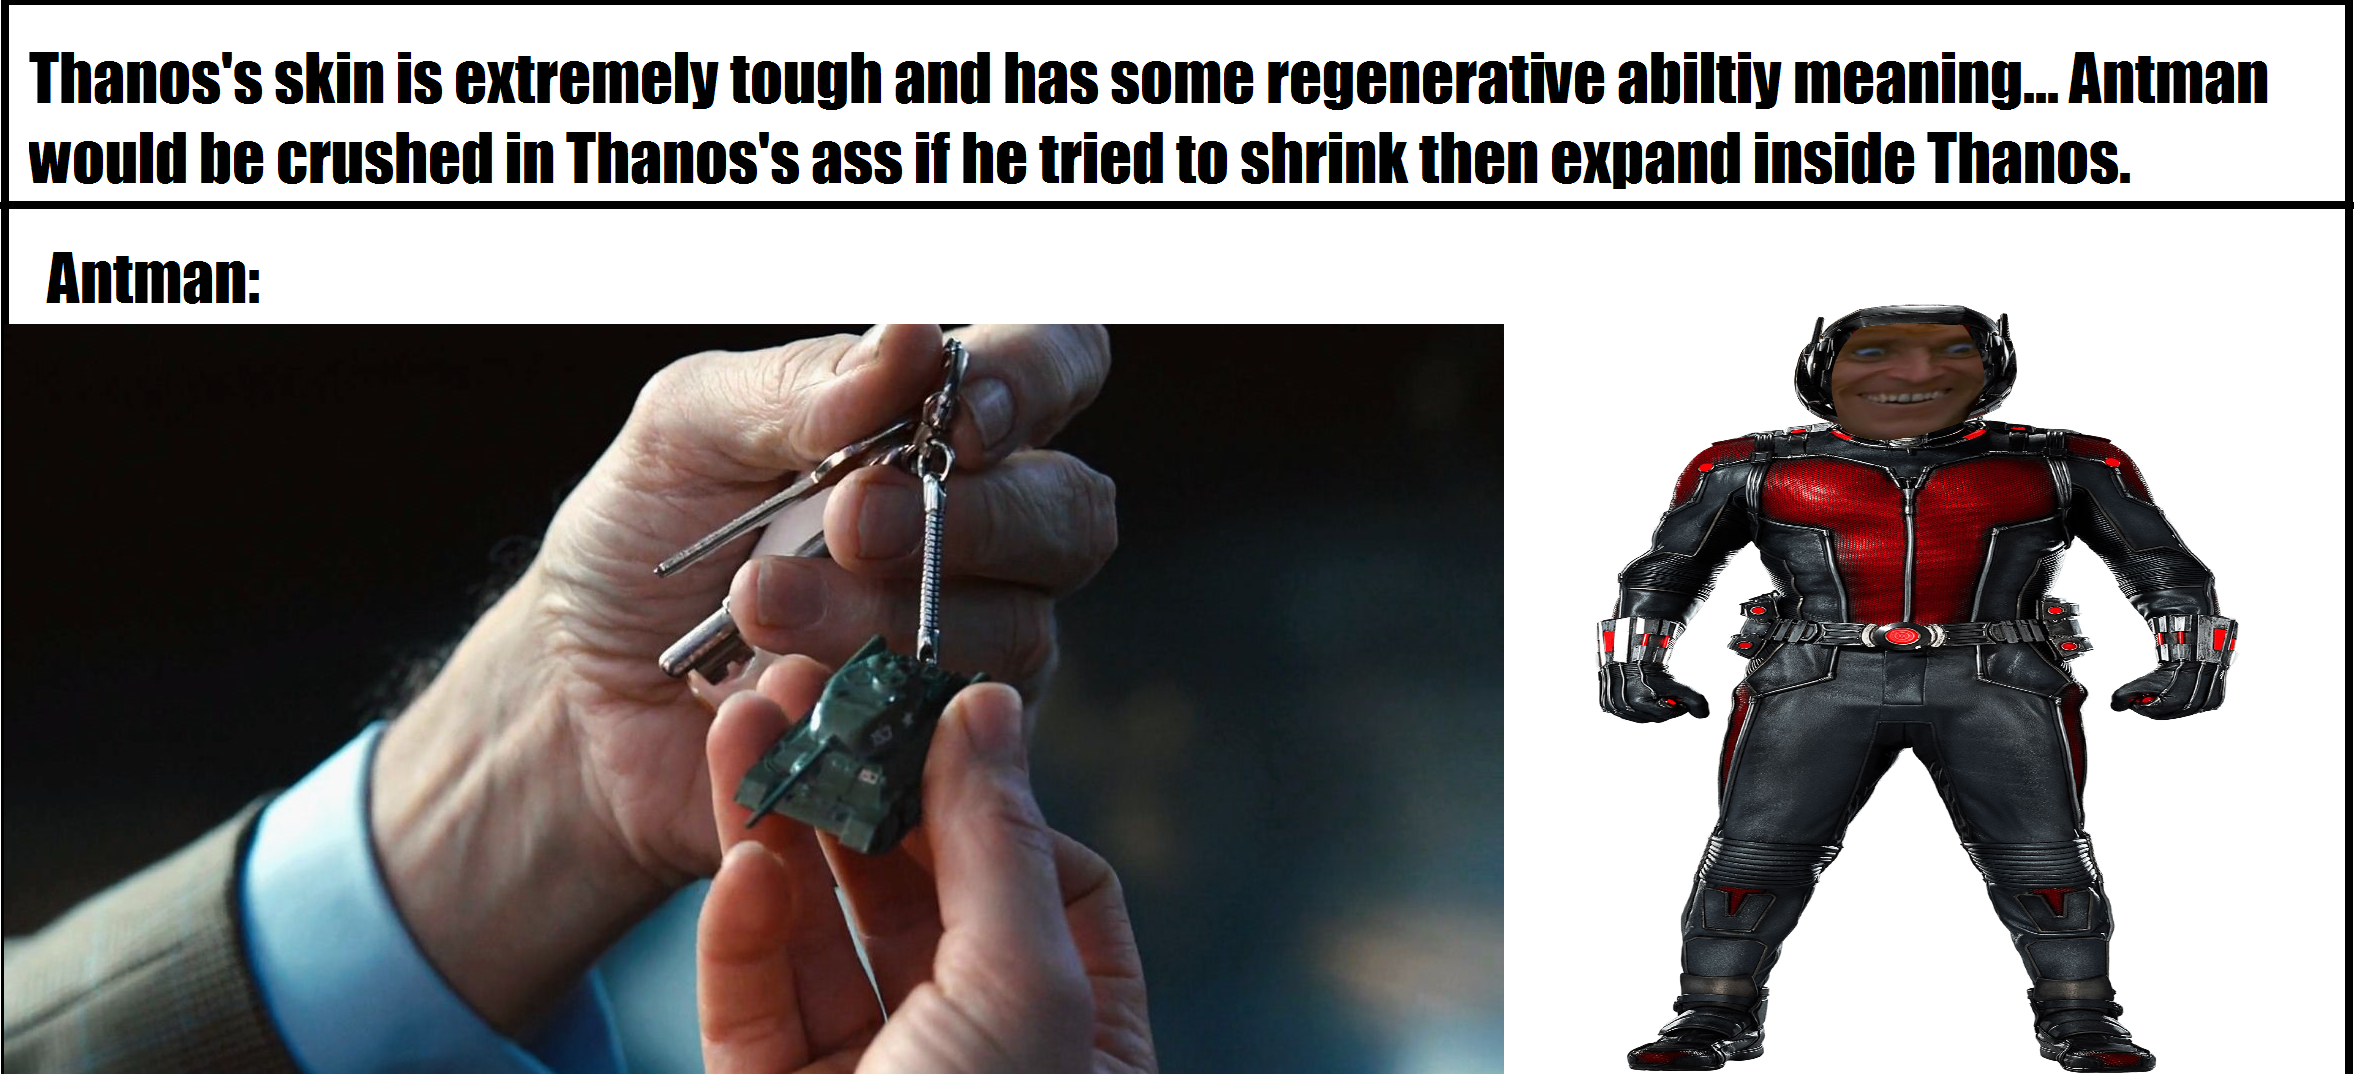 Thanos's skin is extremely tough and has some regenerative abiltiy meaning... Antman
would be crushed in Thanos's ass if he tried to shrink then expand inside Thanos.
Antman: